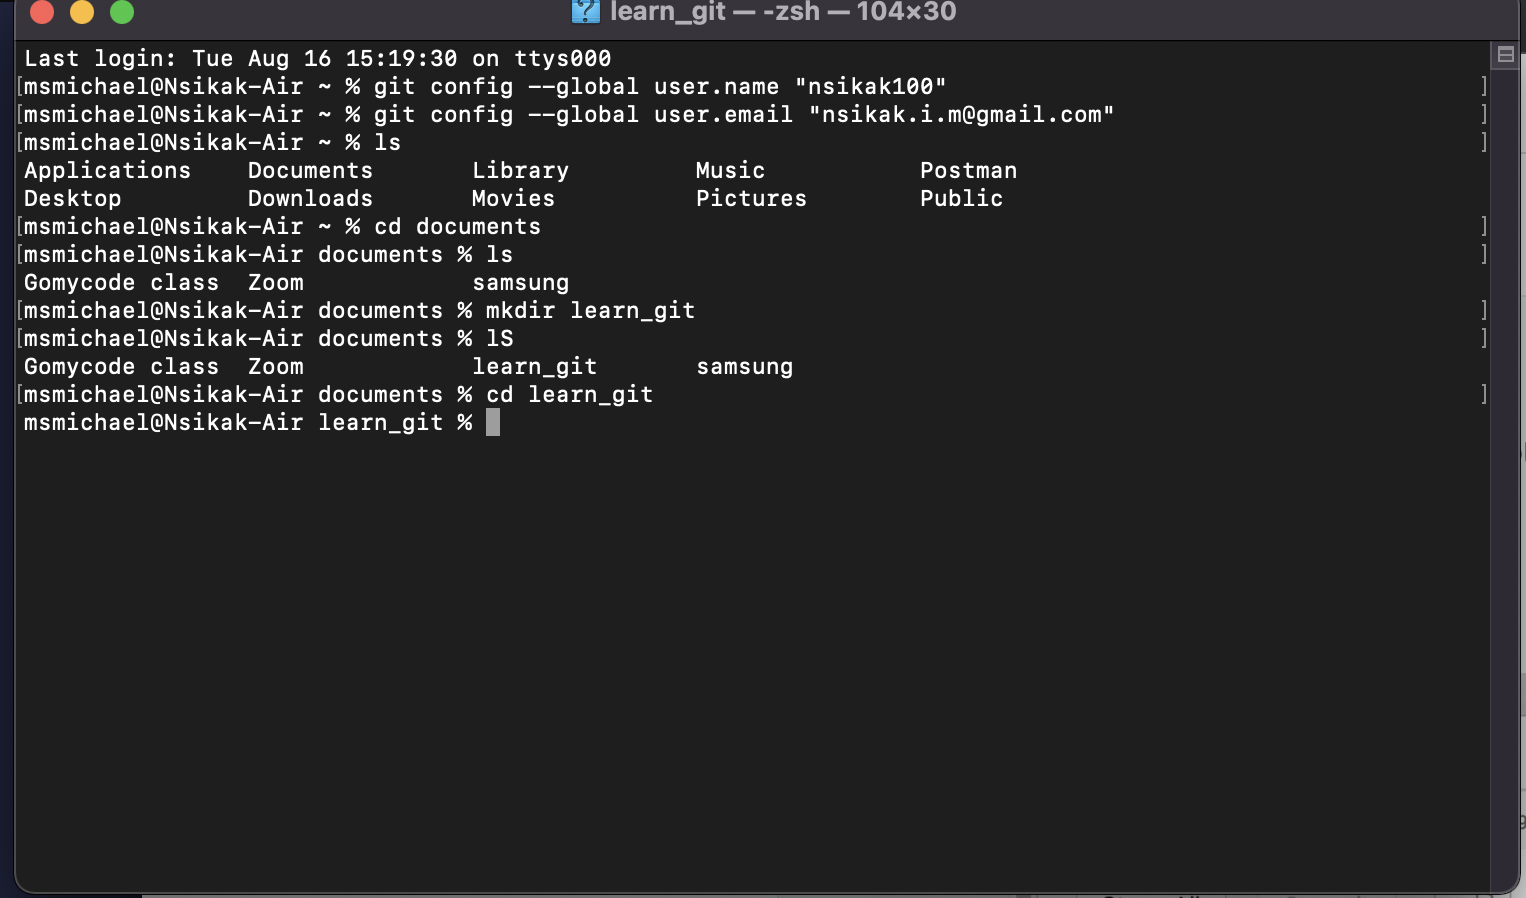 learn_git — -zsh — 104×30
Last login: Tue Aug 16 15:19:30 on ttys000
[msmichael@Nsikak-Air ~ % git config --global user.name "nsikak100" ]
[msmichael@Nsikak-Air ~ % git config --global user.email "nsikak.i.m@gmail.com" ]
[msmichael@Nsikak-Air ~ % ls ]
Applications Documents Library Music Postman
Desktop Downloads Movies Pictures Public
[msmichael@Nsikak-Air ~ % cd documents ]
[msmichael@Nsikak-Air documents % ls ]
Gomycode class Zoom samsung
[msmichael@Nsikak-Air documents % mkdir learn_git ]
[msmichael@Nsikak-Air documents % lS ]
Gomycode class Zoom learn_git samsung
[msmichael@Nsikak-Air documents % cd learn_git ]
msmichael@Nsikak-Air learn_git %